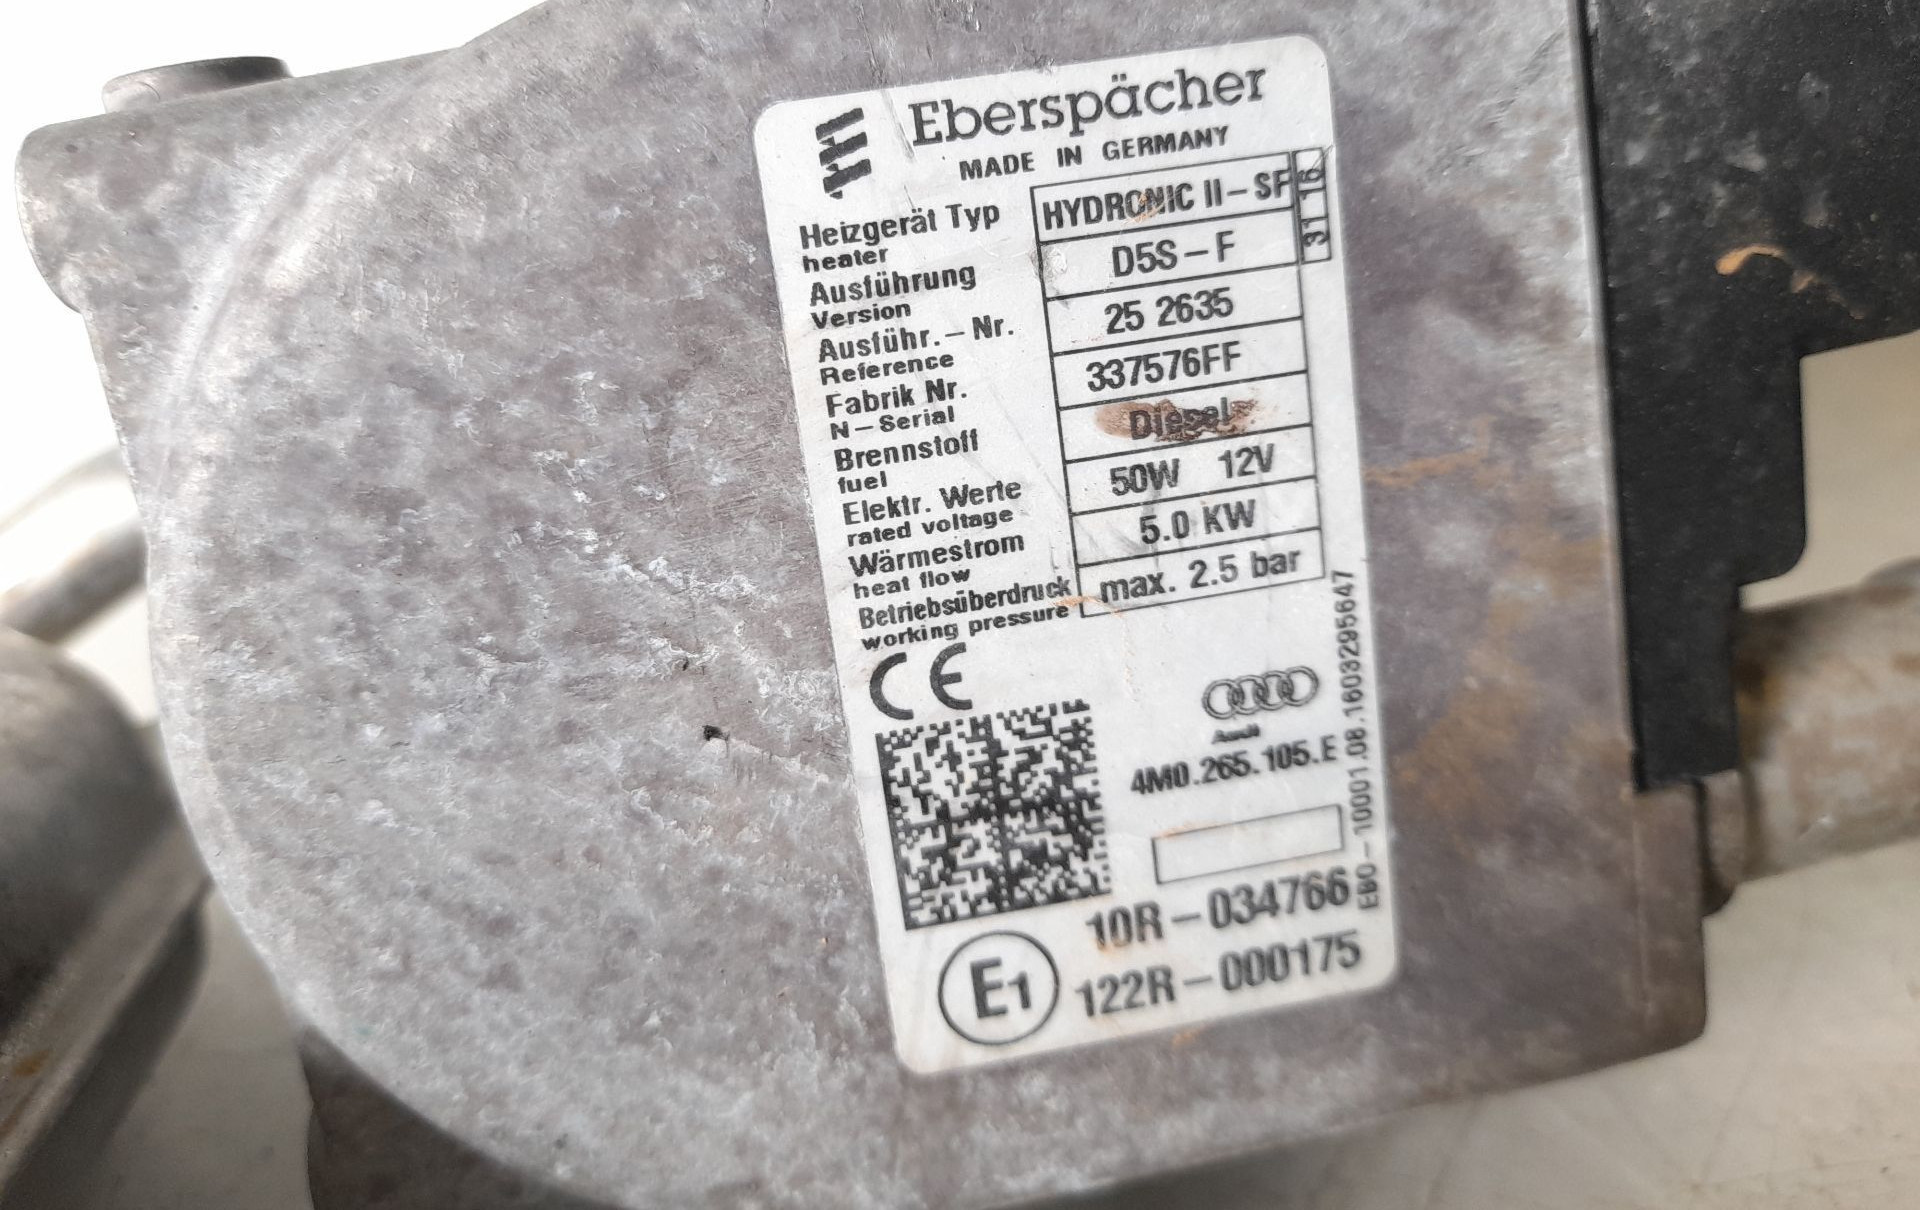 Eberspächer
MADE IN GERMANY
Heizgerät Typ HYDRONIC II – SF
heater
31 16
Ausführung D5S – F
Version
Ausführ. – Nr. 25 2635
Reference
Fabrik Nr. 337576FF
N – Serial
Brennstoff Diesel
fuel
Elektr. Werte 50W 12V
rated voltage
Wärmestrom 5.0 KW
heat flow
Betriebsüberdruck max. 2.5 bar
working pressure
CE
Audi
4M0.265.105.E
EB0 – 10001.08.1603295647
10R – 034766
E1 122R – 000175